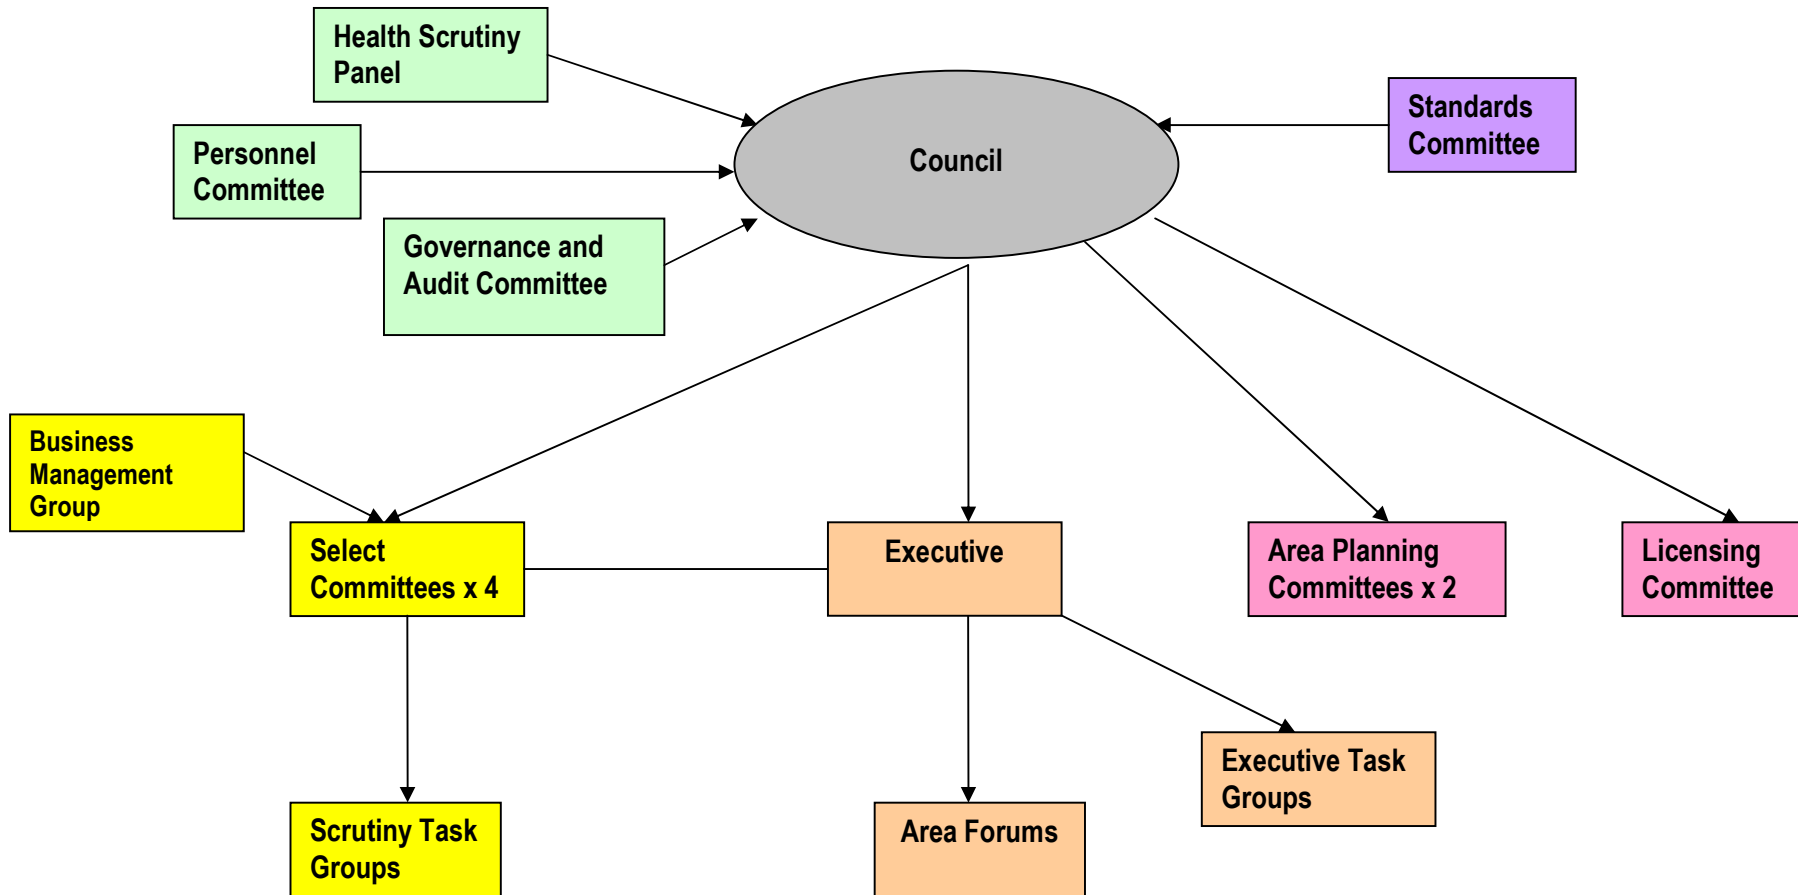 Health Scrutiny
Panel
Standards
Committee
Personnel
Committee
Council
Governance and
Audit Committee
Business
Management
Group
Select
Committees x 4
Executive
Area Planning
Committees x 2
Licensing
Committee
Executive Task
Groups
Scrutiny Task
Groups
Area Forums